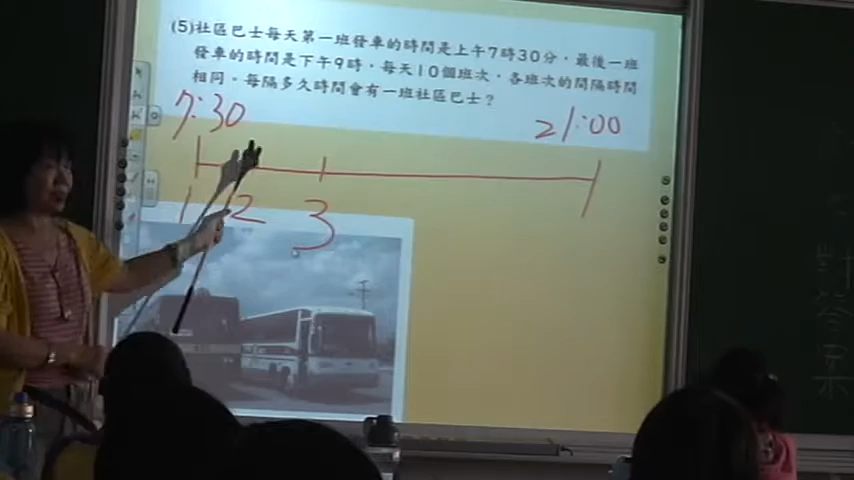 (5)社區巴士每天第一班發車的時間是上午7時30分，最後一班
發車的時間是下午9時，每天10個班次，各班次的間隔時間
相同。每隔多久時間會有一班社區巴士？
7:30
21:00
1 2 3
對答案